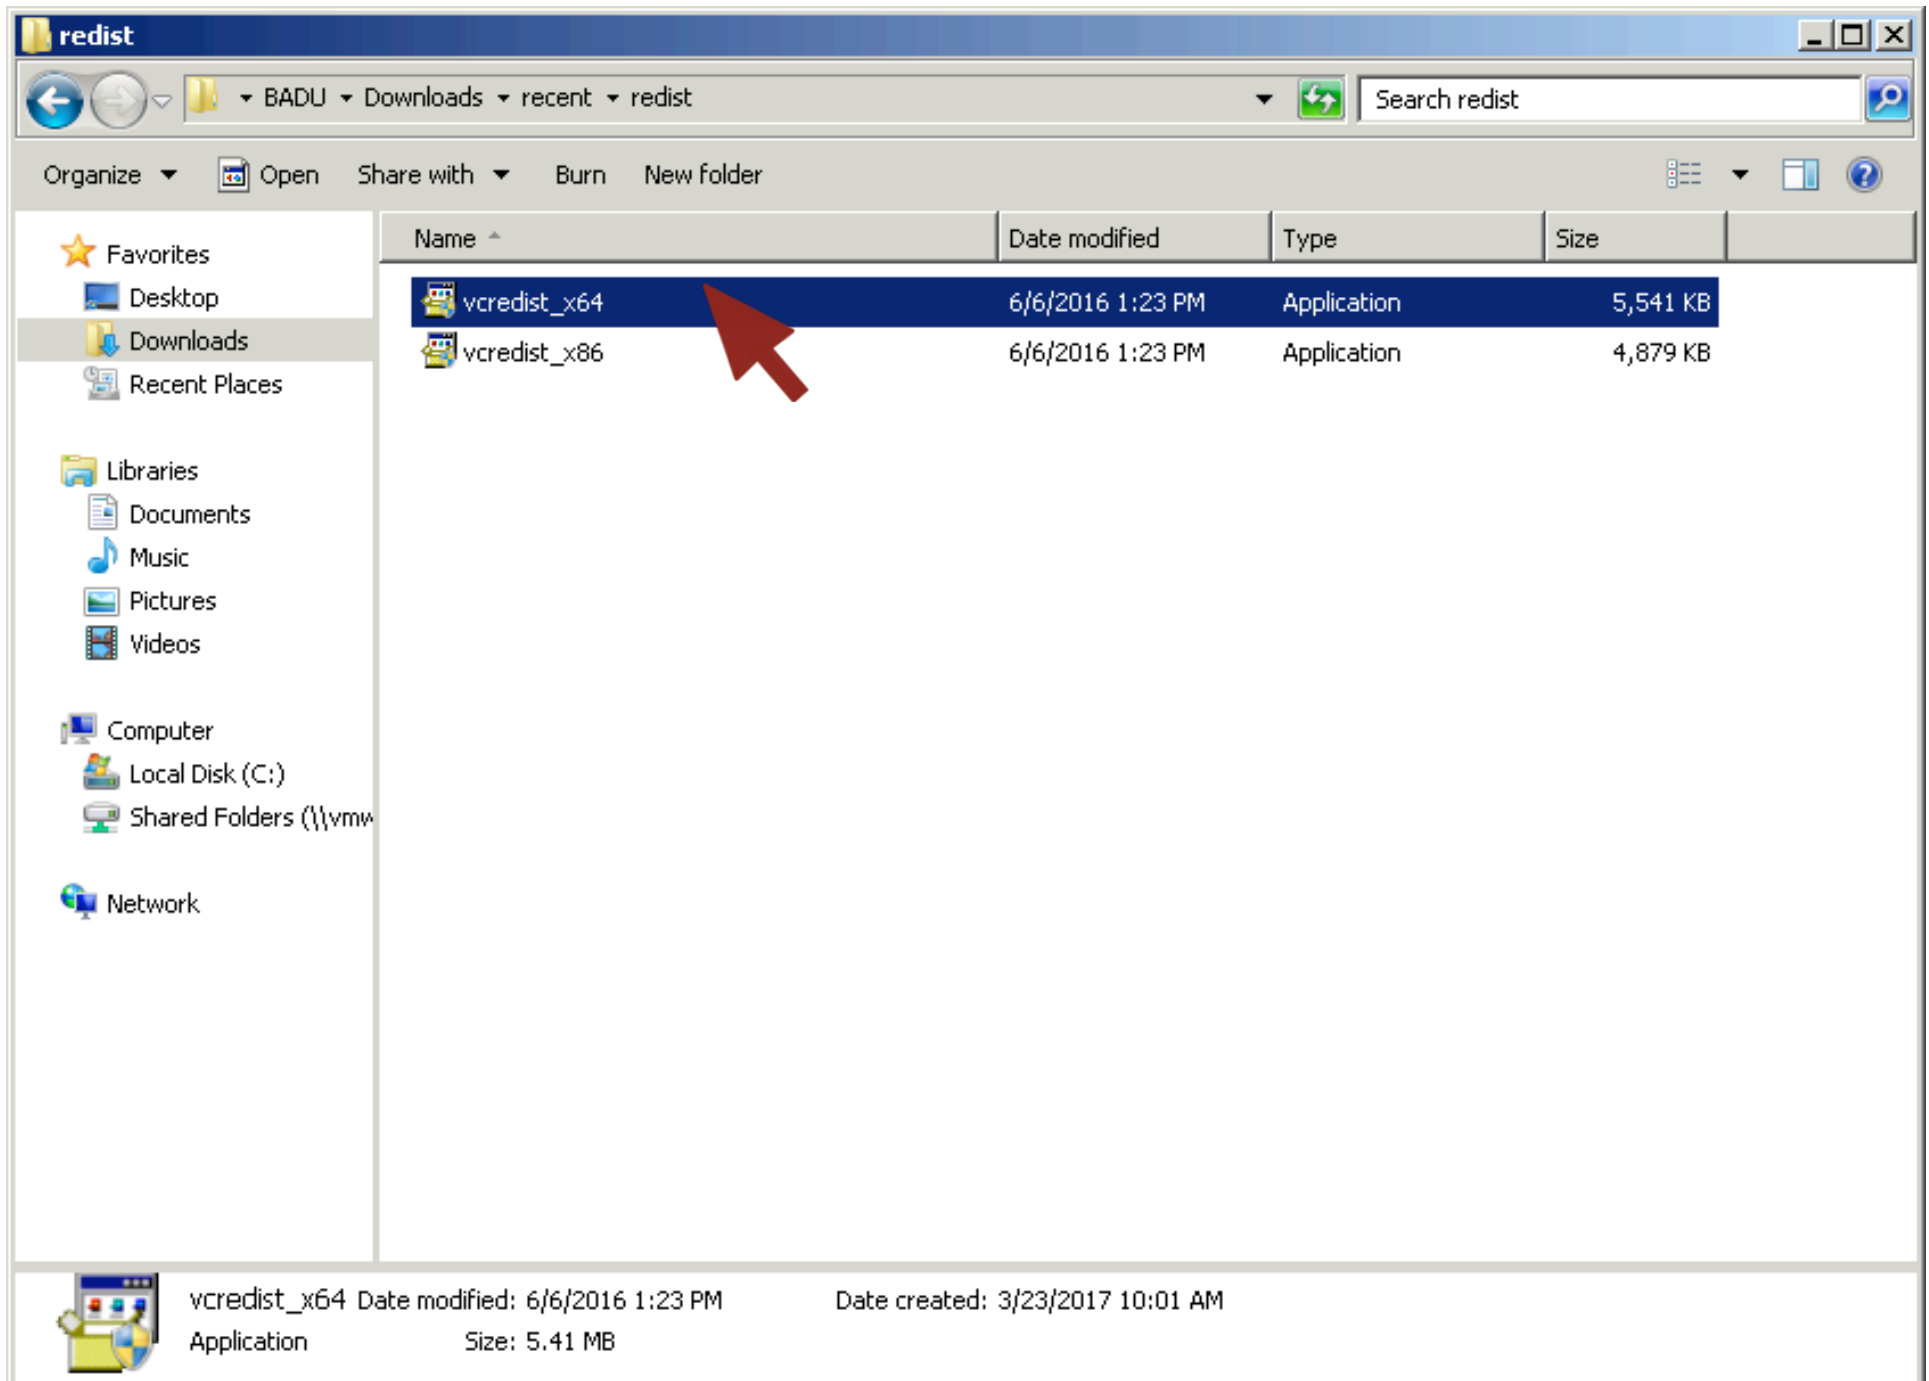 redist
BADU Downloads recent redist
Search redist
Organize Open Share with Burn New folder
Name Date modified Type Size
Favorites
Desktop
Downloads
Recent Places
Libraries
Documents
Music
Pictures
Videos
Computer
Local Disk (C:)
Shared Folders (\\vmw
Network
vcredist_x64 6/6/2016 1:23 PM Application 5,541 KB
vcredist_x86 6/6/2016 1:23 PM Application 4,879 KB
vcredist_x64 Date modified: 6/6/2016 1:23 PM Date created: 3/23/2017 10:01 AM
Application Size: 5.41 MB